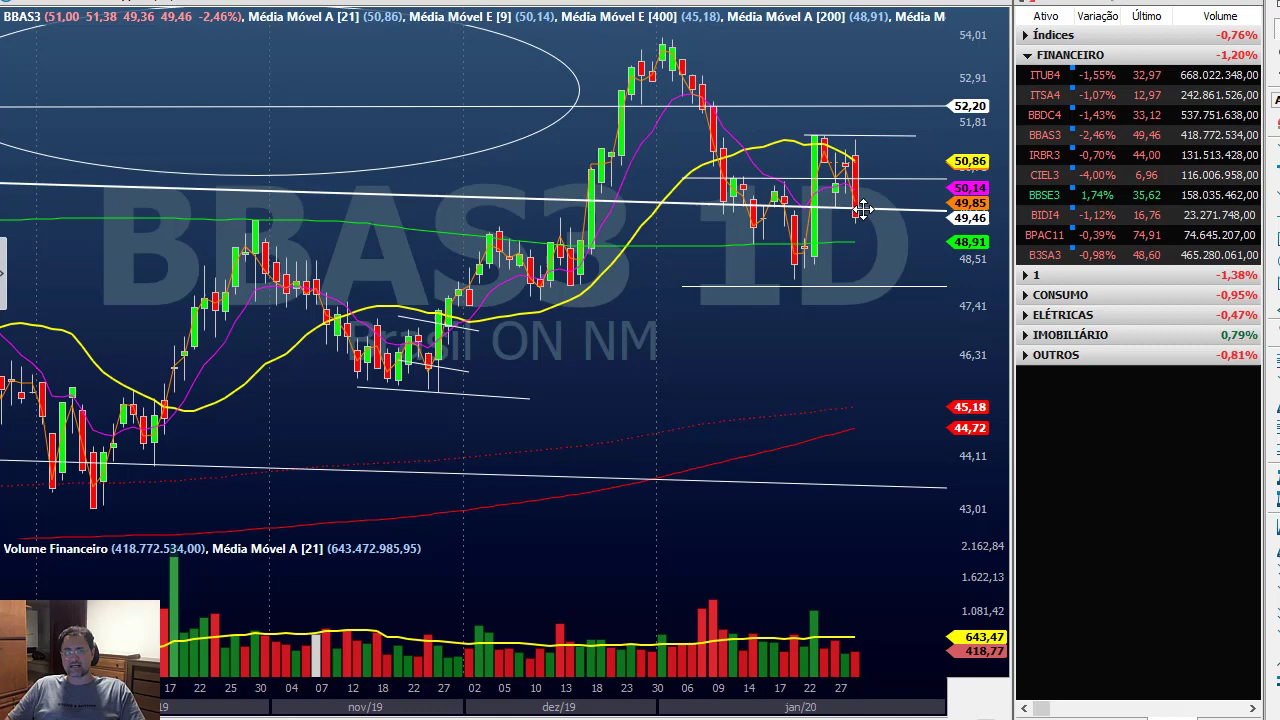 BBAS3 (51,00 -51,38 49,36 49,46 -2,46%), Média Móvel A [21] (50,86), Média Móvel E [9] (50,14), Média Móvel E [400] (45,18), Média Móvel A [200] (48,91), Média M
54,01
52,91
52,20
51,81
50,86
50,14
49,85
49,46
48,91
48,51
47,41
46,31
45,18
44,72
44,11
43,01
BBAS3 1D
Brasil ON NM
Volume Financeiro (418.772.534,00), Média Móvel A [21] (643.472.985,95)
2.162,84
1.622,13
1.081,42
643,47
418,77
17 22 25 30 04 07 12 18 22 27 02 05 10 13 18 27 30 06 09 14 17 22 27
19 nov/19 dez/19 jan/20
Ativo Variação Último Volume
Índices -0,76%
FINANCEIRO -1,20%
ITUB4 -1,55% 32,97 668.022.348,00
ITSA4 -1,07% 12,97 242.861.526,00
BBDC4 -1,43% 33,12 537.751.638,00
BBAS3 -2,46% 49,46 418.772.534,00
IRBR3 -0,70% 44,00 131.513.428,00
CIEL3 -4,00% 6,96 116.006.958,00
BBSE3 1,74% 35,62 158.035.462,00
BIDI4 -1,12% 16,76 23.271.748,00
BPAC11 -0,39% 74,91 74.645.207,00
B3SA3 -0,98% 48,60 465.280.061,00
1 -1,38%
CONSUMO -0,95%
ELÉTRICAS -0,47%
IMOBILIÁRIO 0,79%
OUTROS -0,81%